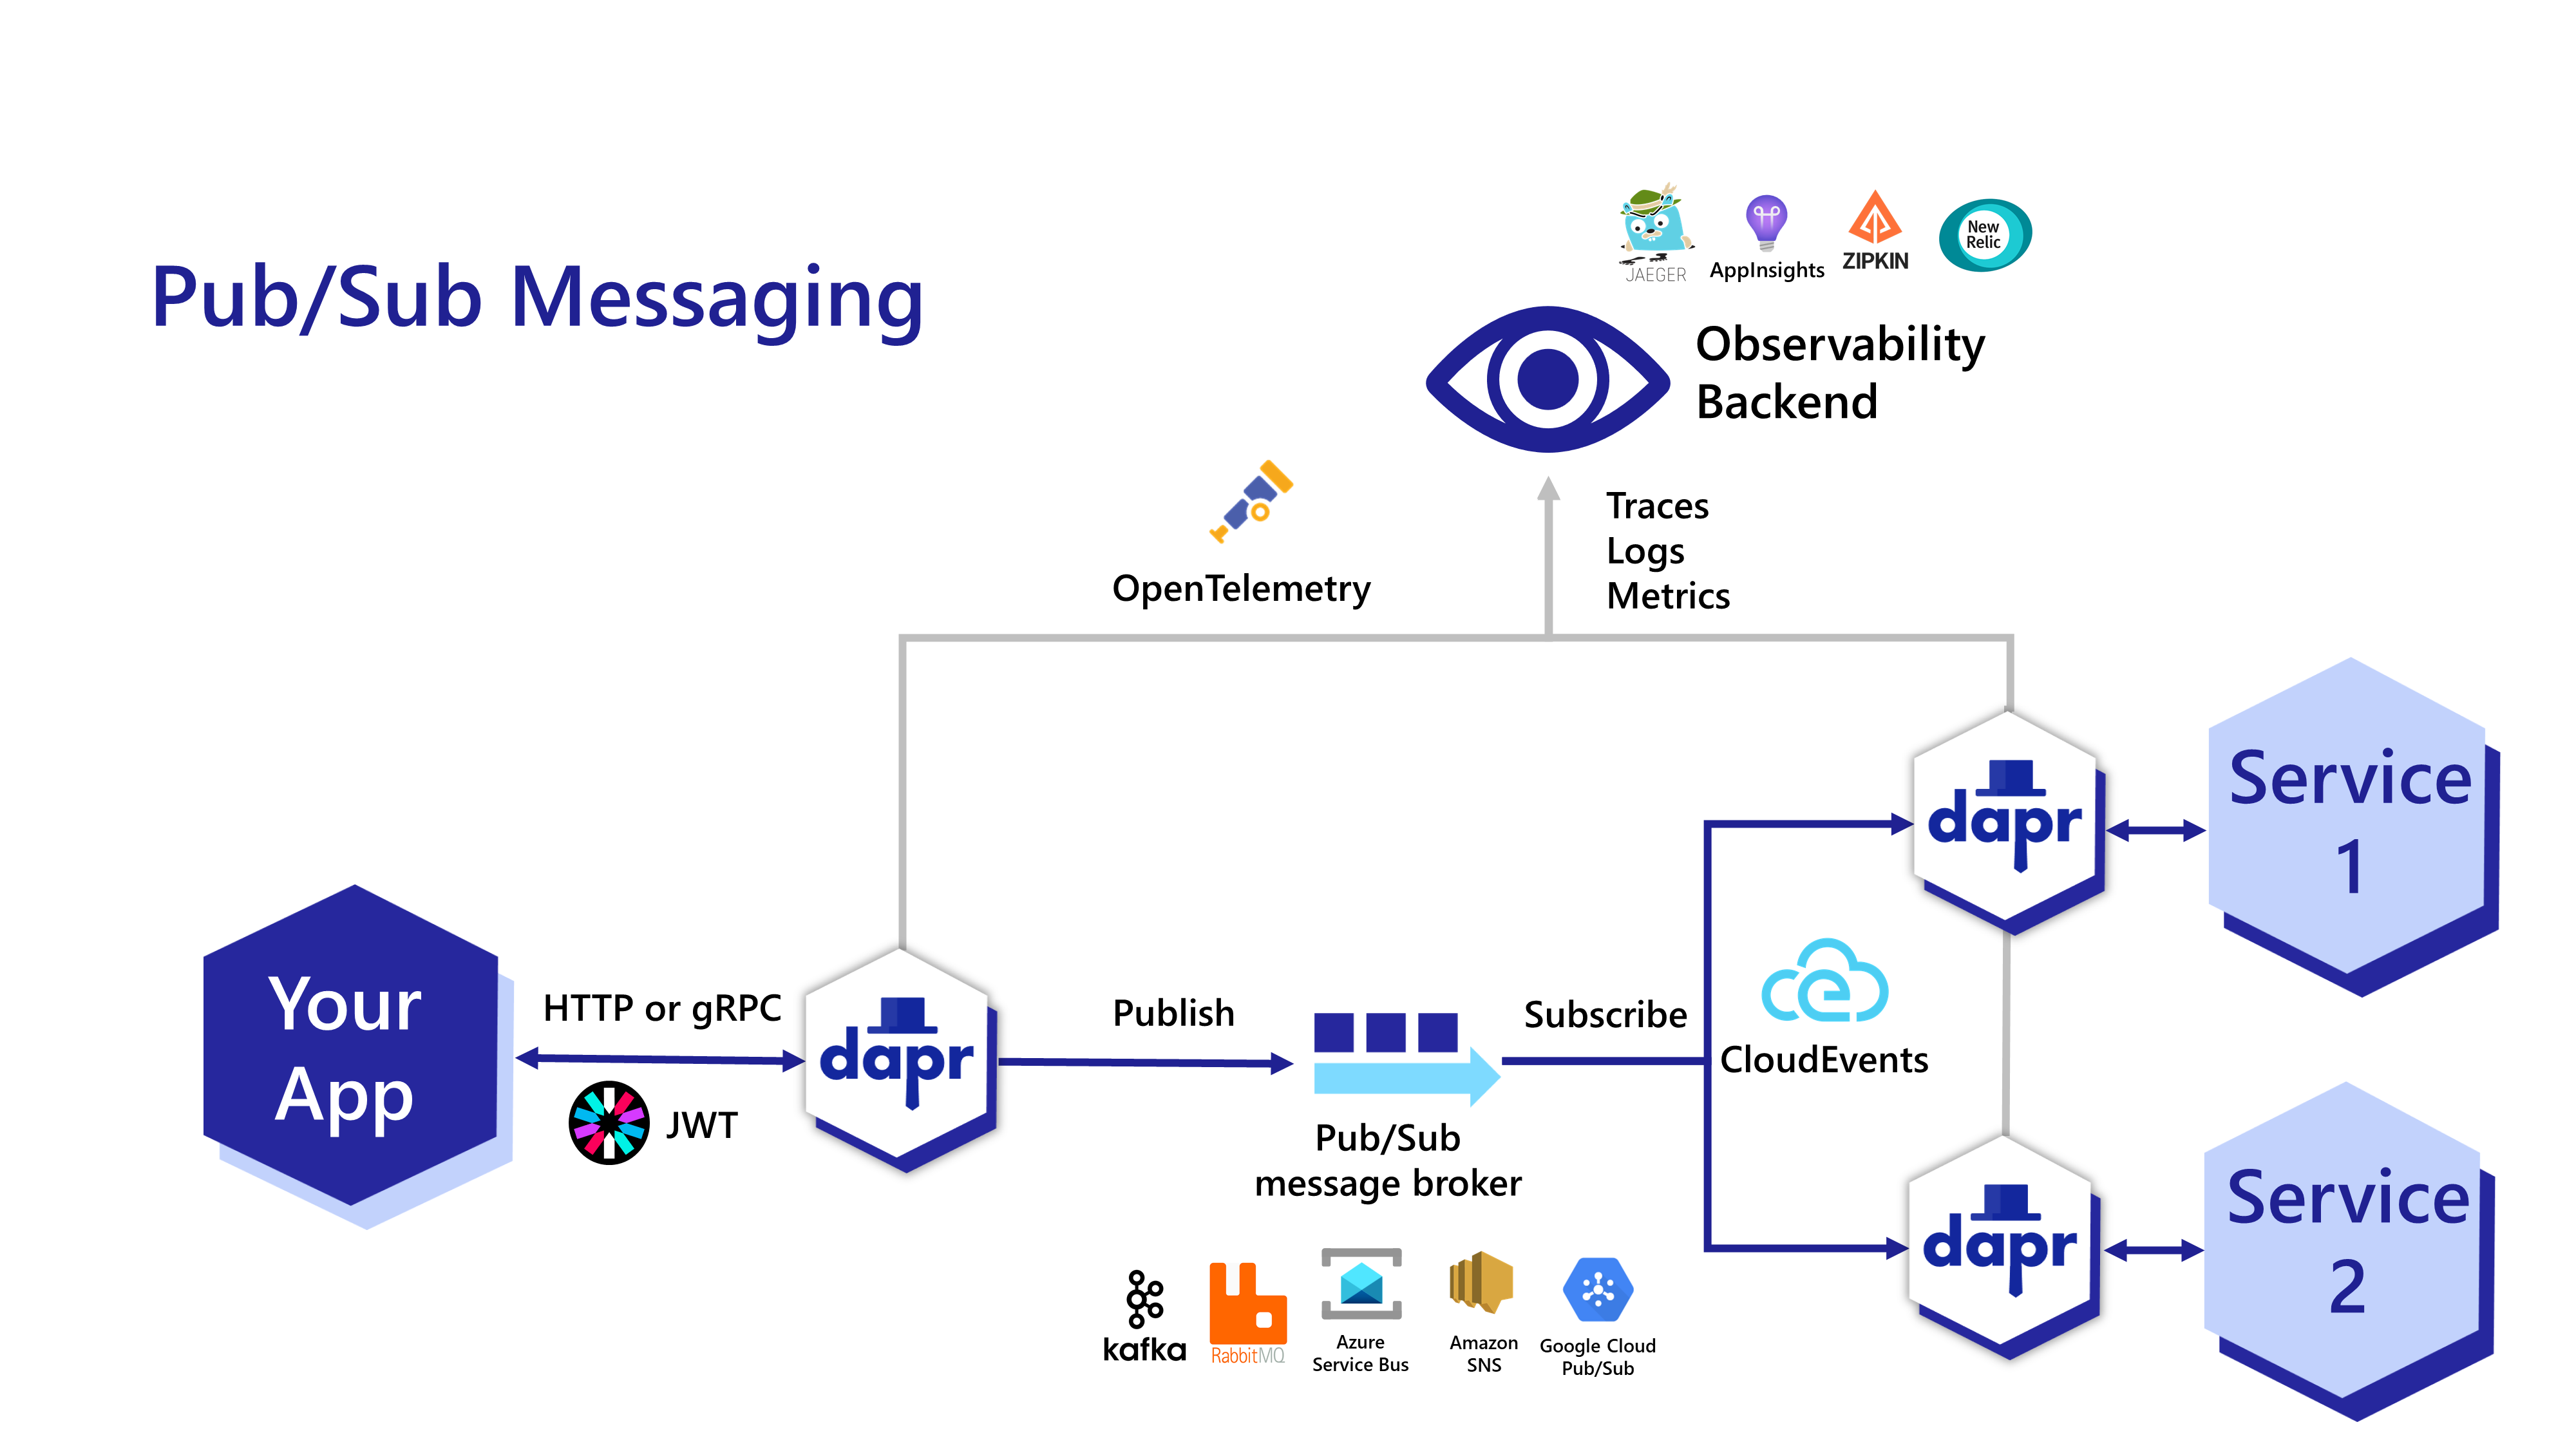 Pub/Sub Messaging
JAEGER
AppInsights
ZIPKIN
New
Relic
Observability
Backend
OpenTelemetry
Traces
Logs
Metrics
Your
App
HTTP or gRPC
JWT
dapr
Publish
Pub/Sub
message broker
Subscribe
CloudEvents
dapr
Service
1
dapr
Service
2
kafka
RabbitMQ
Azure
Service Bus
Amazon
SNS
Google Cloud
Pub/Sub